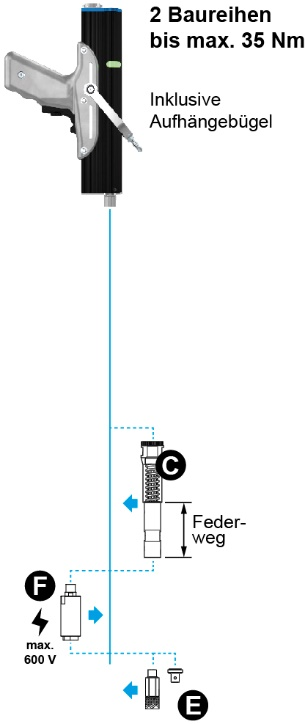 2 Baureihen
bis max. 35 Nm
Inklusive
Aufhängebügel
C
Feder-
weg
F
max.
600 V
E